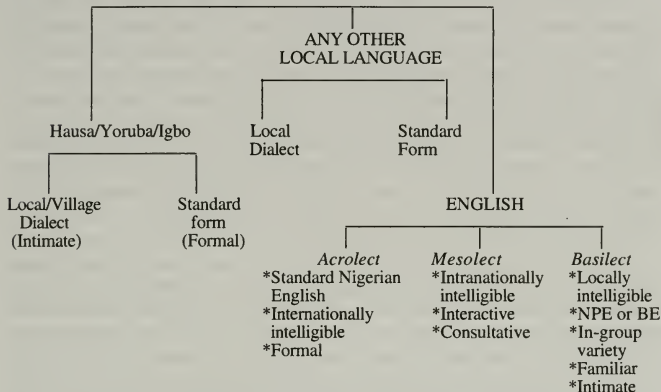 ANY OTHER
LOCAL LANGUAGE
Hausa/Yoruba/Igbo
Local
Dialect
Standard
Form
Local/Village
Dialect
(Intimate)
Standard
form
(Formal)
ENGLISH
Acrolect
*Standard Nigerian
English
*Internationally
intelligible
*Formal
Mesolect
*Intranationally
intelligible
*Interactive
*Consultative
Basilect
*Locally
intelligible
*NPE or BE
*In-group
variety
*Familiar
*Intimate